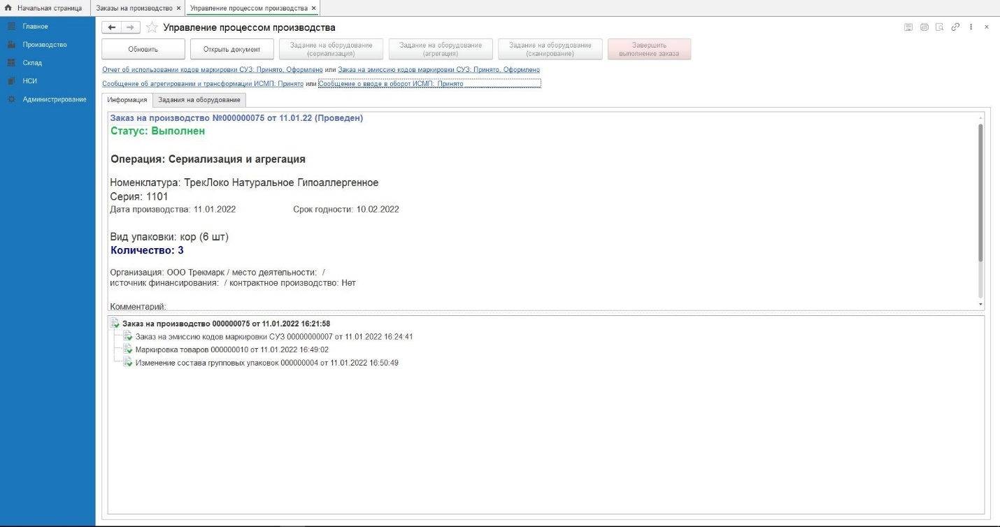 Начальная страница Заказы на производство × Управление процессом производства ×
Главное
Производство
Склад
НСИ
Администрирование
Управление процессом производства
Обновить
Открыть документ
Задание на оборудование
(сериализация)
Задание на оборудование
(агрегация)
Задание на оборудование
(сканирование)
Завершить
выполнение заказа
Отчет об использовании кодов маркировки СУЗ: Принято, Оформлено или Заказ на эмиссию кодов маркировки СУЗ: Принято, Оформлено
Сообщение об агрегировании и трансформации ИСМП: Принято или Сообщение о вводе в оборот ИСМП: Принято
Информация Задания на оборудование
Заказ на производство №000000075 от 11.01.22 (Проведен)
Статус: Выполнен
Операция: Сериализация и агрегация
Номенклатура: ТрекЛоко Натуральное Гипоаллергенное
Серия: 1101
Дата производства: 11.01.2022 Срок годности: 10.02.2022
Вид упаковки: кор (6 шт)
Количество: 3
Организация: ООО Трекмарк / место деятельности: /
источник финансирования: / контрактное производство: Нет
Комментарий:
Заказ на производство 000000075 от 11.01.2022 16:21:58
Заказ на эмиссию кодов маркировки СУЗ 00000000007 от 11.01.2022 16:24:41
Маркировка товаров 000000010 от 11.01.2022 16:49:02
Изменение состава групповых упаковок 000000004 от 11.01.2022 16:50:49